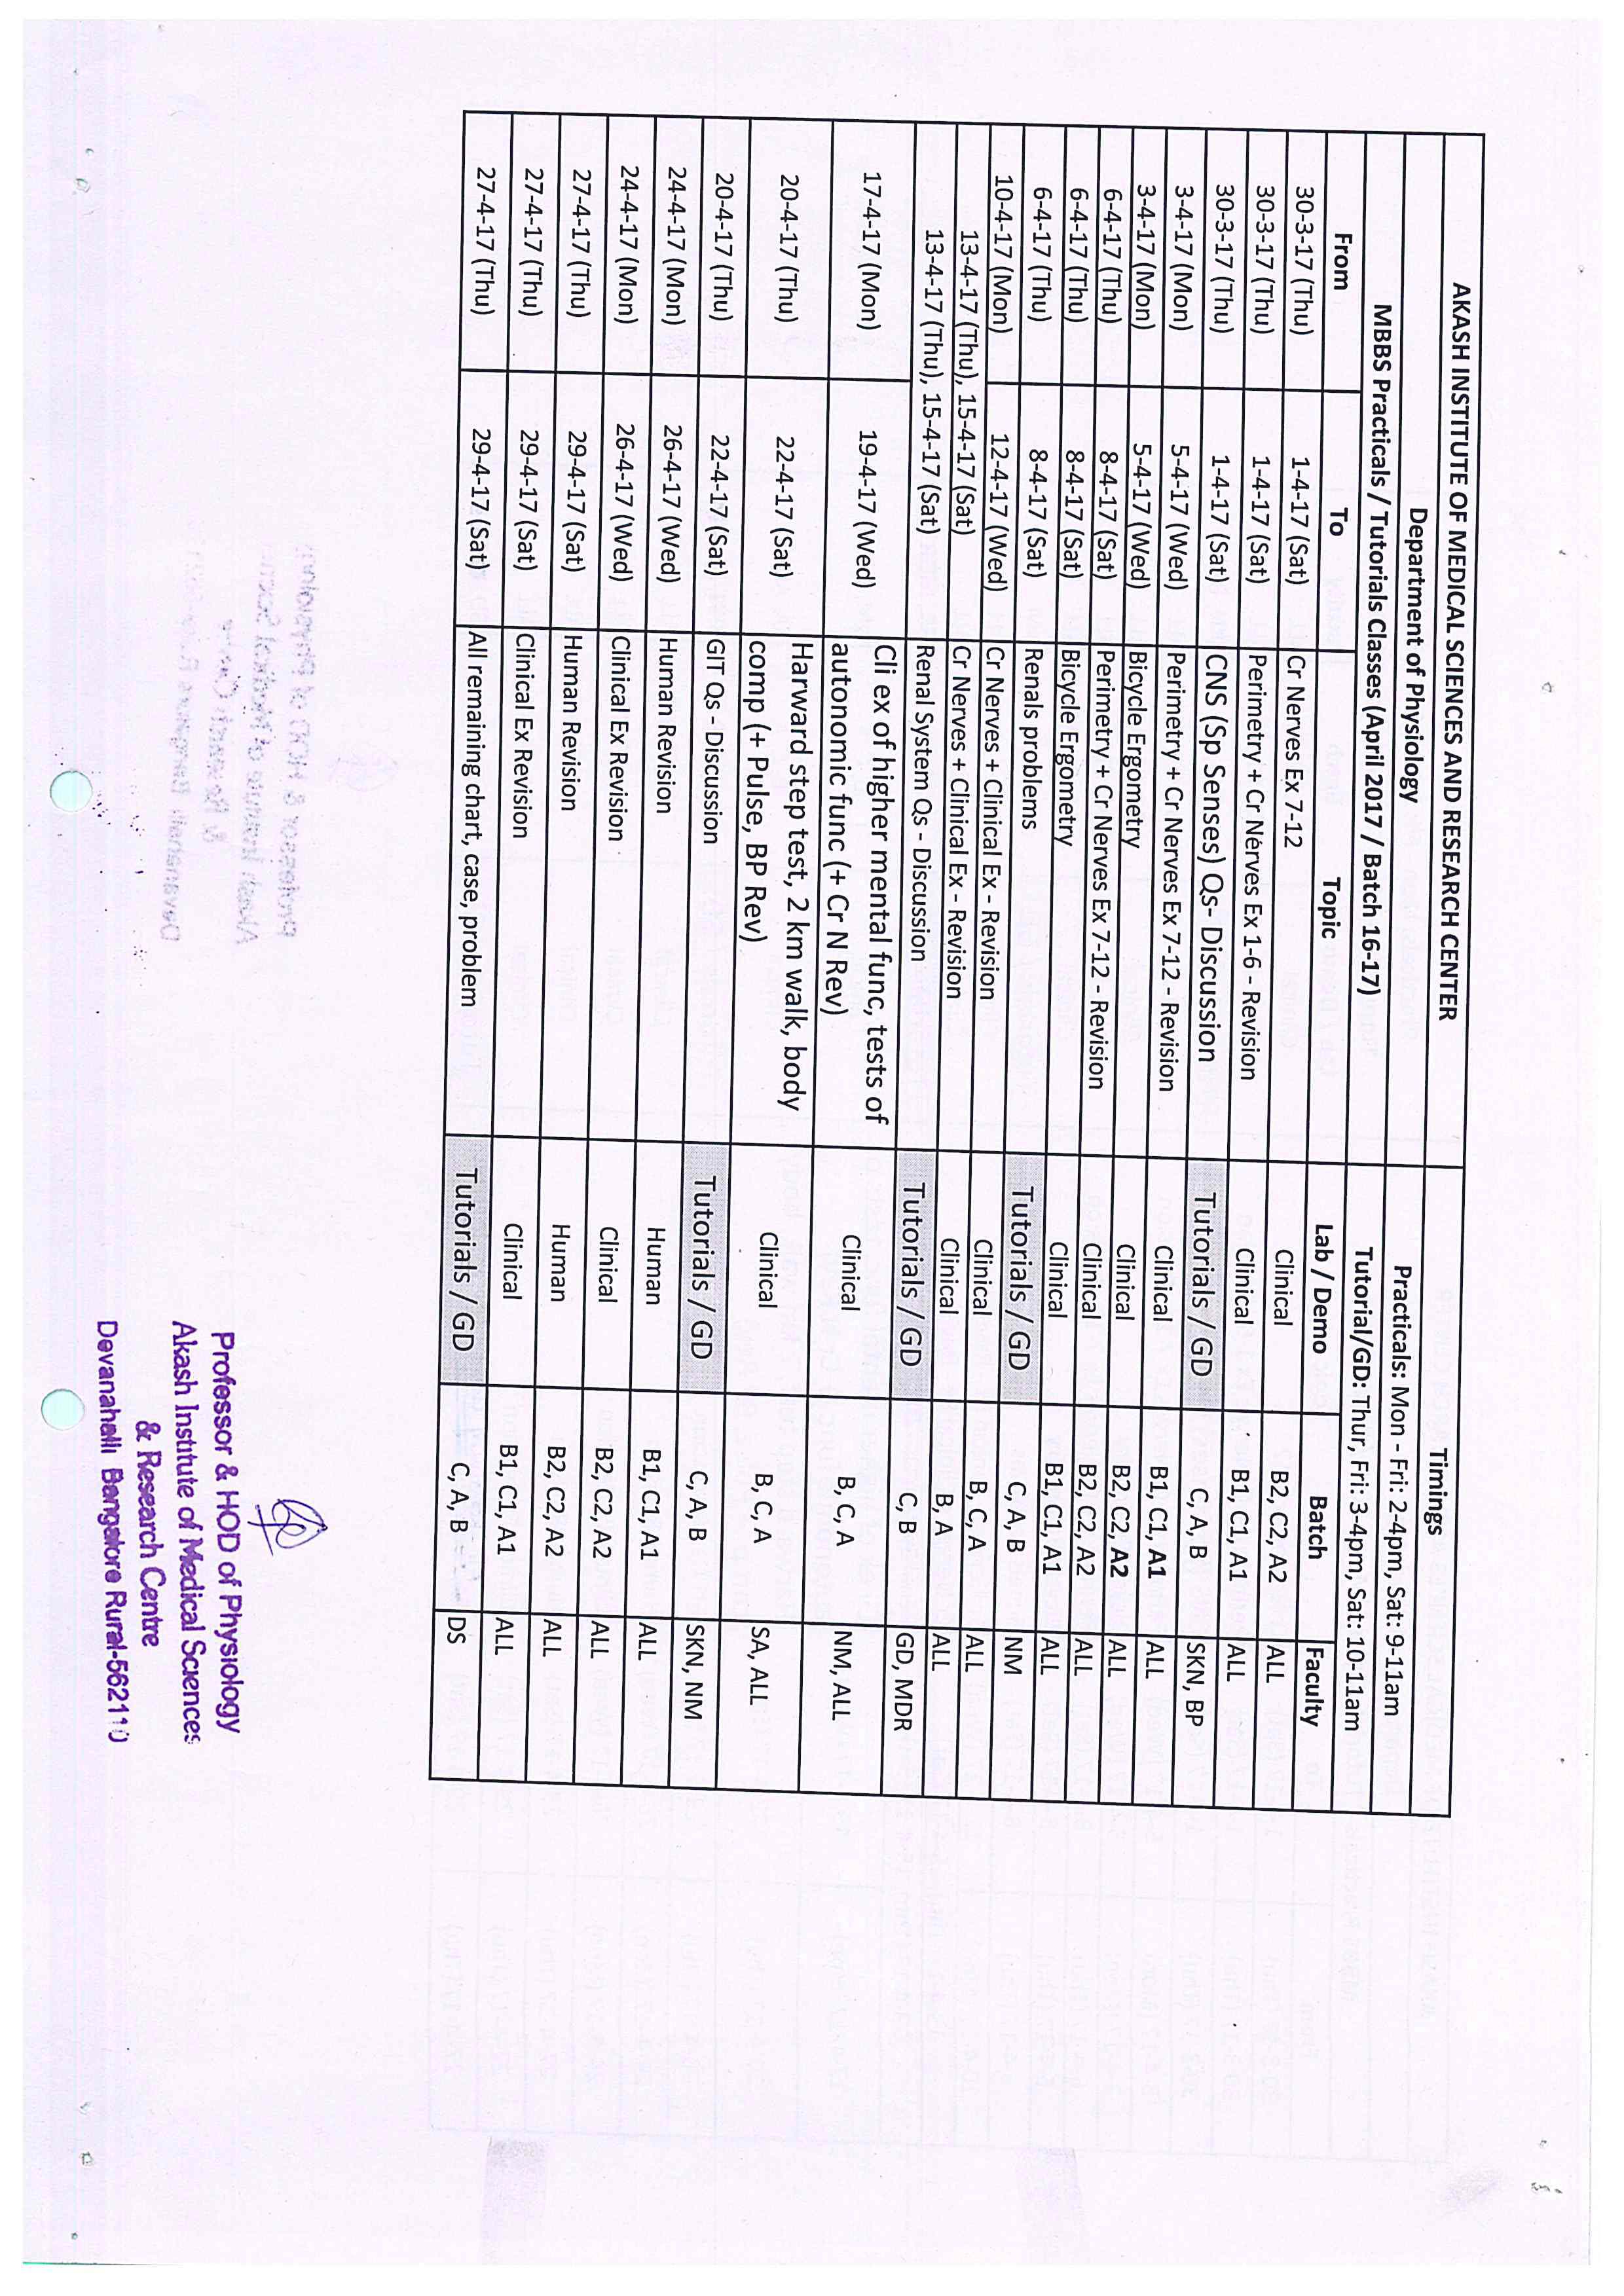 AKASH INSTITUTE OF MEDICAL SCIENCES AND RESEARCH CENTER
Timings
Department of Physiology
Practicals: Mon - Fri: 2-4pm, Sat: 9-11am
MBBS Practicals / Tutorials Classes (April 2017 / Batch 16-17)
Tutorial/GD: Thur, Fri: 3-4pm, Sat: 10-11am
From To Topic Lab / Demo Batch Faculty
30-3-17 (Thu) 1-4-17 (Sat) Cr Nerves Ex 7-12 Clinical B2, C2, A2 ALL
30-3-17 (Thu) 1-4-17 (Sat) Perimetry + Cr Nerves Ex 1-6 - Revision Clinical B1, C1, A1 ALL
30-3-17 (Thu) 1-4-17 (Sat) CNS (Sp Senses) Qs- Discussion Tutorials / GD C, A, B SKN, BP
3-4-17 (Mon) 5-4-17 (Wed) Perimetry + Cr Nerves Ex 7-12 - Revision Clinical B1, C1, A1 ALL
3-4-17 (Mon) 5-4-17 (Wed) Bicycle Ergometry Clinical B2, C2, A2 ALL
6-4-17 (Thu) 8-4-17 (Sat) Perimetry + Cr Nerves Ex 7-12 - Revision Clinical B2, C2, A2 ALL
6-4-17 (Thu) 8-4-17 (Sat) Bicycle Ergometry Clinical B1, C1, A1 ALL
6-4-17 (Thu) 8-4-17 (Sat) Renals problems Tutorials / GD C, A, B NM
10-4-17 (Mon) 12-4-17 (Wed) Cr Nerves + Clinical Ex - Revision Clinical B, C, A ALL
13-4-17 (Thu), 15-4-17 (Sat) Cr Nerves + Clinical Ex - Revision Clinical B, A ALL
13-4-17 (Thu), 15-4-17 (Sat) Renal System Qs - Discussion Tutorials / GD C, B GD, MDR
17-4-17 (Mon) 19-4-17 (Wed) Cli ex of higher mental func, tests of
autonomic func (+ Cr N Rev) Clinical B, C, A NM, ALL
20-4-17 (Thu) 22-4-17 (Sat) Harward step test, 2 km walk, body
comp (+ Pulse, BP Rev) Clinical B, C, A SA, ALL
20-4-17 (Thu) 22-4-17 (Sat) GIT Qs - Discussion Tutorials / GD C, A, B SKN, NM
24-4-17 (Mon) 26-4-17 (Wed) Human Revision Human B1, C1, A1 ALL
24-4-17 (Mon) 26-4-17 (Wed) Clinical Ex Revision Clinical B2, C2, A2 ALL
27-4-17 (Thu) 29-4-17 (Sat) Human Revision Human B2, C2, A2 ALL
27-4-17 (Thu) 29-4-17 (Sat) Clinical Ex Revision Clinical B1, C1, A1 ALL
27-4-17 (Thu) 29-4-17 (Sat) All remaining chart, case, problem Tutorials / GD C, A, B DS
Professor & HOD of Physiology
Akash Institute of Medical Sciences
& Research Centre
Devanahalli Bangalore Rural-562110